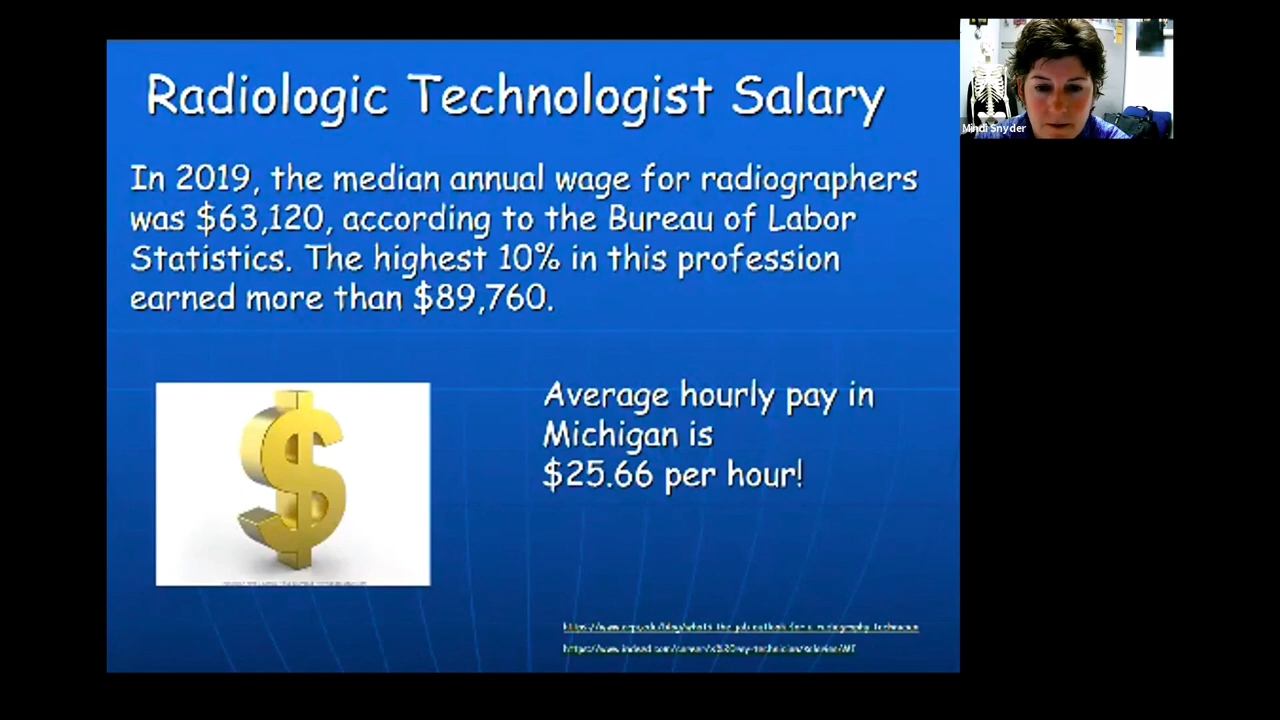 Radiologic Technologist Salary
In 2019, the median annual wage for radiographers
was $63,120, according to the Bureau of Labor
Statistics. The highest 10% in this profession
earned more than $89,760.
Average hourly pay in
Michigan is
$25.66 per hour!
Mindi Snyder